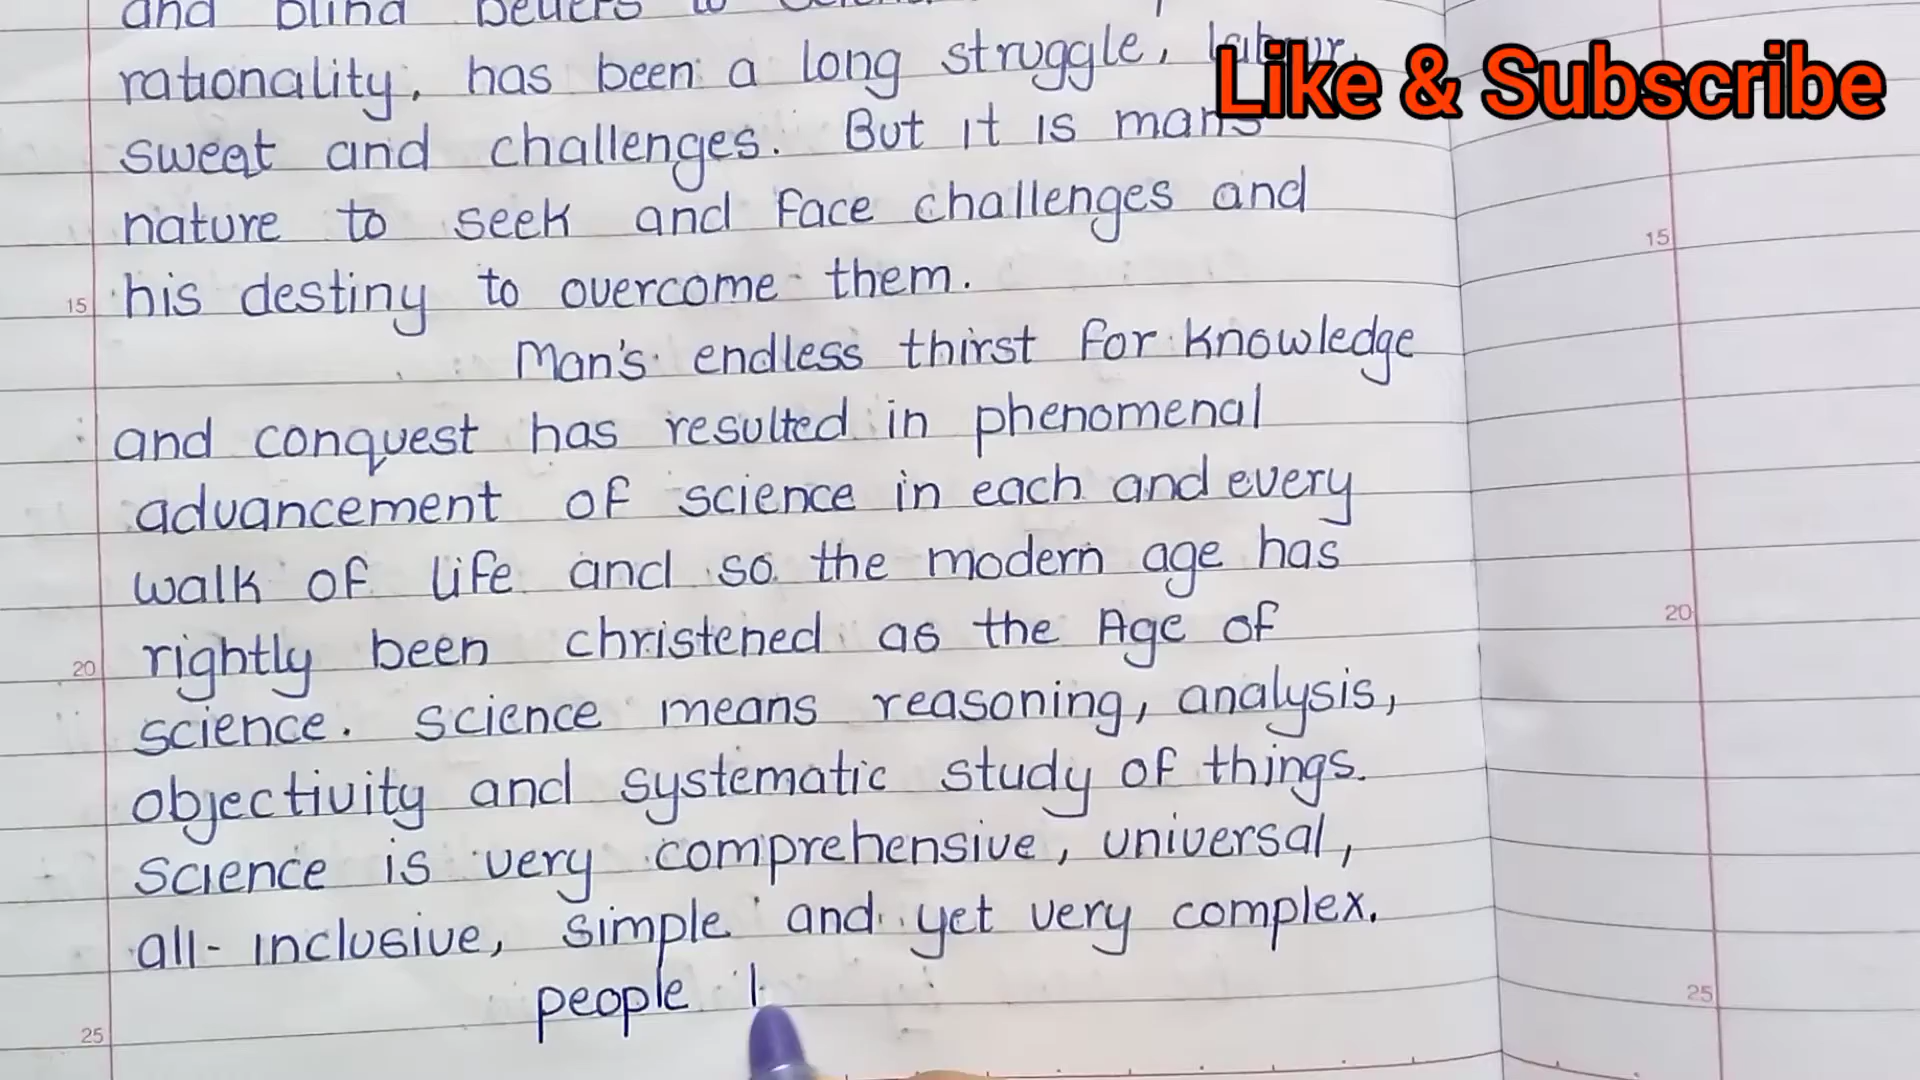 and blind beliefs to
rationality, has been a long struggle, labour,
Like & Subscribe
sweat and challenges. But it is man's
nature to seek and face challenges and
15
his destiny to overcome them.
15
Man's endless thirst for knowledge
and conquest has resulted in phenomenal
advancement of science in each and every
walk of life and so the modern age has
rightly been christened as the Age of
20
20
science. Science means reasoning, analysis,
objectivity and systematic study of things.
Science is very comprehensive, universal,
all-inclusive, simple and yet very complex.
people
25
25